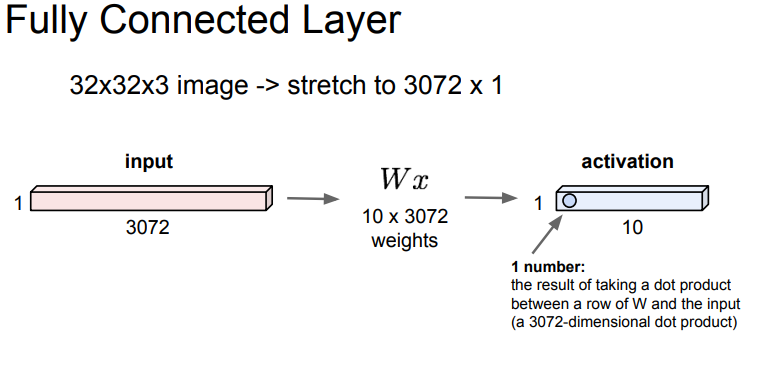 Fully Connected Layer
32x32x3 image -> stretch to 3072 x 1
input
1
3072
Wx
10 x 3072
weights
activation
1
10
1 number:
the result of taking a dot product
between a row of W and the input
(a 3072-dimensional dot product)